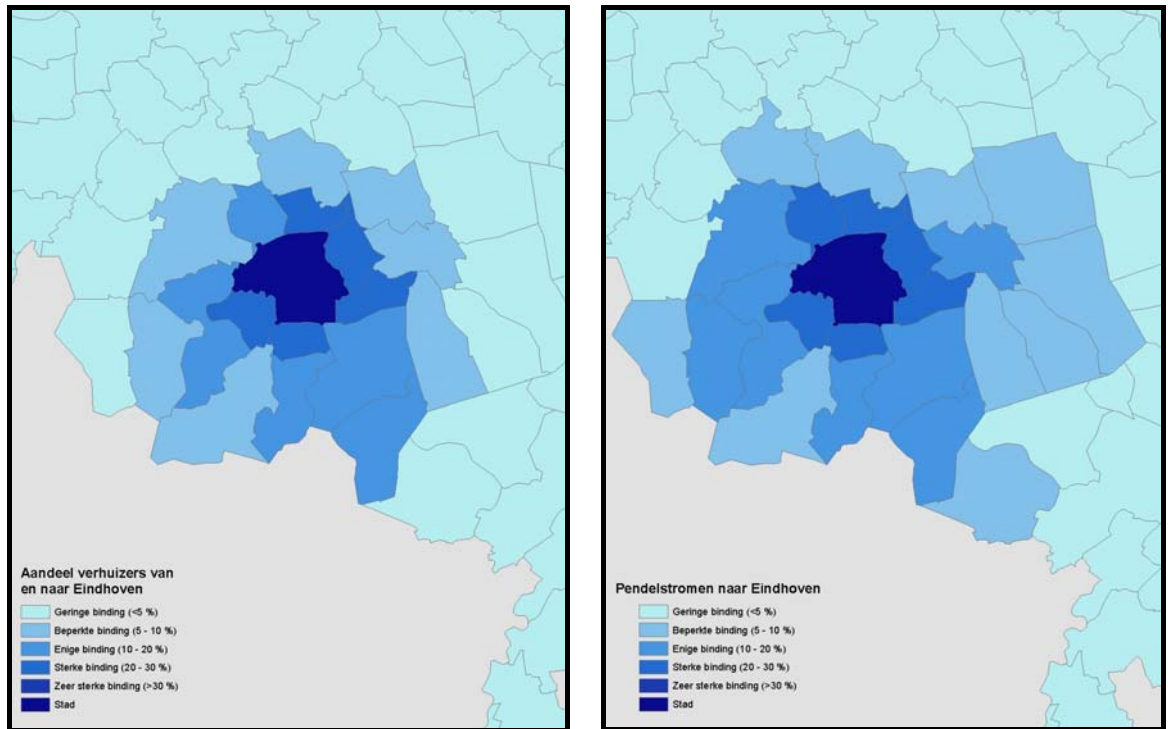 Aandeel verhuizers van
en naar Eindhoven
Geringe binding (<5 %)
Beperkte binding (5 - 10 %)
Enige binding (10 - 20 %)
Sterke binding (20 - 30 %)
Zeer sterke binding (>30 %)
Stad
Pendelstromen naar Eindhoven
Geringe binding (<5 %)
Beperkte binding (5 - 10 %)
Enige binding (10 - 20 %)
Sterke binding (20 - 30 %)
Zeer sterke binding (>30 %)
Stad